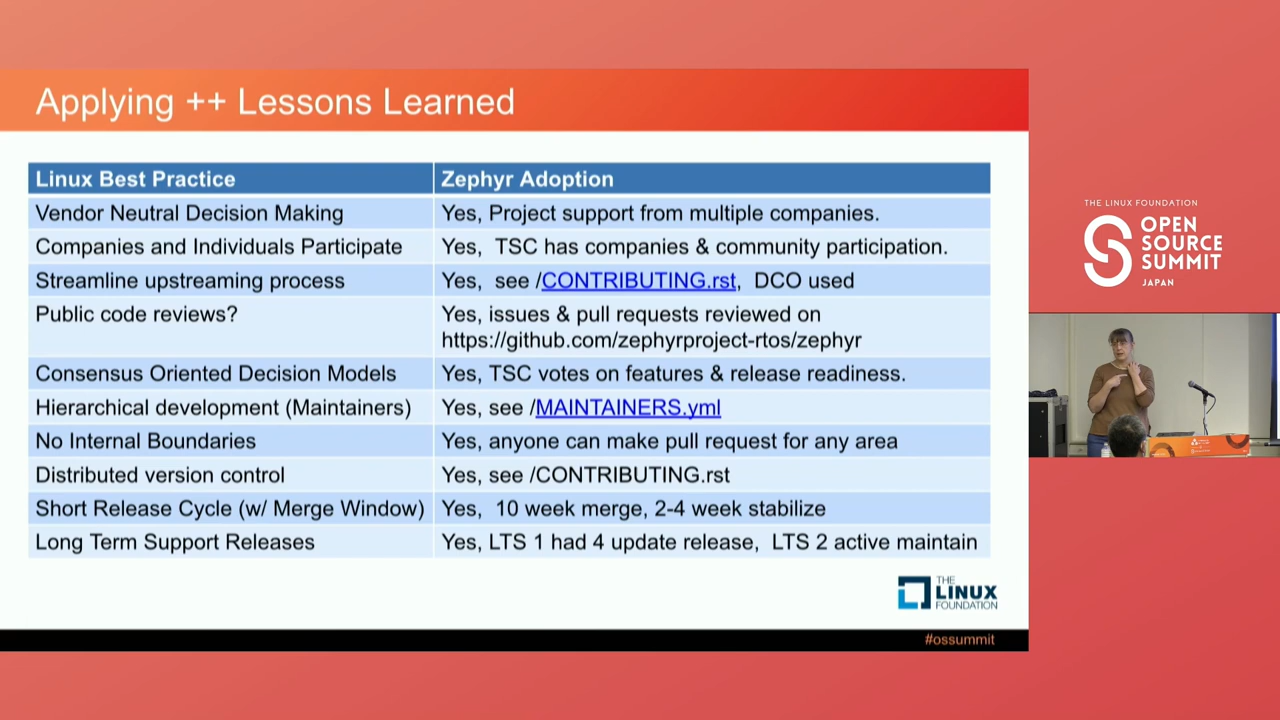 Applying ++ Lessons Learned
Linux Best Practice
Zephyr Adoption
Vendor Neutral Decision Making
Yes, Project support from multiple companies.
Companies and Individuals Participate
Yes, TSC has companies & community participation.
Streamline upstreaming process
Yes, see /CONTRIBUTING.rst, DCO used
Public code reviews?
Yes, issues & pull requests reviewed on
https://github.com/zephyrproject-rtos/zephyr
Consensus Oriented Decision Models
Yes, TSC votes on features & release readiness.
Hierarchical development (Maintainers)
Yes, see /MAINTAINERS.yml
No Internal Boundaries
Yes, anyone can make pull request for any area
Distributed version control
Yes, see /CONTRIBUTING.rst
Short Release Cycle (w/ Merge Window)
Yes, 10 week merge, 2-4 week stabilize
Long Term Support Releases
Yes, LTS 1 had 4 update release, LTS 2 active maintain
THE
LINUX
FOUNDATION
#ossummit
THE LINUX FOUNDATION
OPEN
SOURCE
SUMMIT
JAPAN